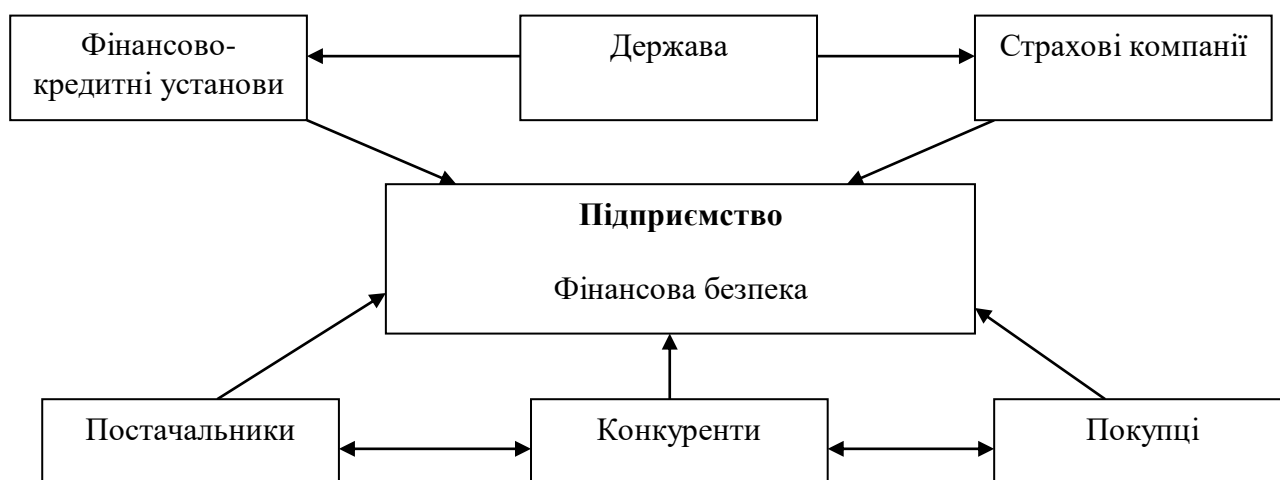 Фінансово-
кредитні установи
Держава
Страхові компанії
Підприємство
Фінансова безпека
Постачальники
Конкуренти
Покупці